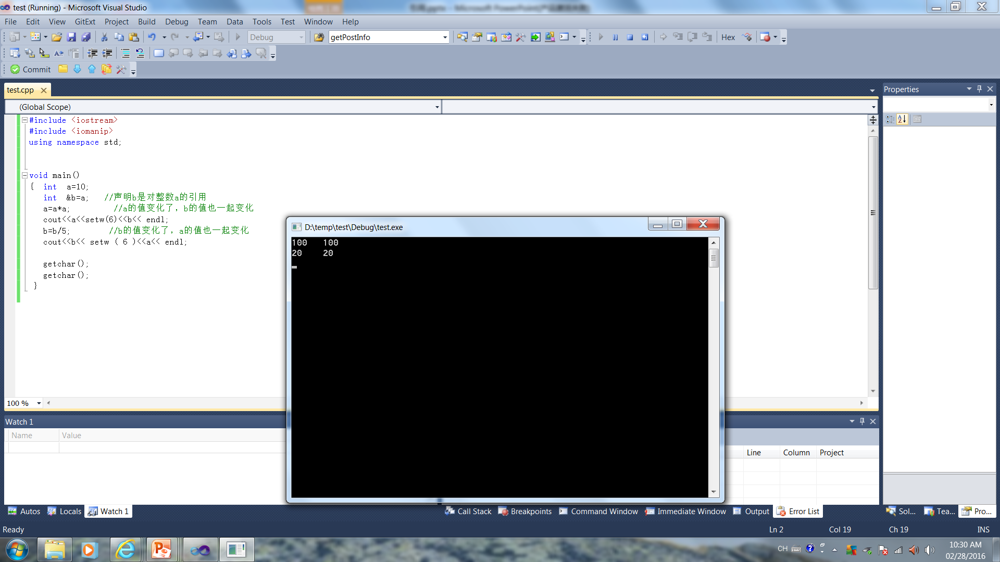 test (Running) - Microsoft Visual Studio
File Edit View GitExt Project Build Debug Team Data Tools Test Window Help
Debug getPostInfo Hex
Commit
test.cpp
(Global Scope)
#include <iostream>
#include <iomanip>
using namespace std;
void main()
{ int a=10;
int &b=a; //声明b是对整数a的引用
a=a*a; //a的值变化了，b的值也一起变化
cout<<a<<setw(6)<<b<< endl;
b=b/5; //b的值变化了，a的值也一起变化
cout<<b<< setw ( 6 )<<a<< endl;
getchar();
getchar();
}
100 %
D:\temp\test\Debug\test.exe
100 100
20 20
Properties
Watch 1
Name Value
Line Column Project
Autos Locals Watch 1
Call Stack Breakpoints Command Window Immediate Window Output Error List
Sol... Tea... Pro...
Ready Ln 2 Col 19 Ch 19 INS
CH
10:30 AM
02/28/2016